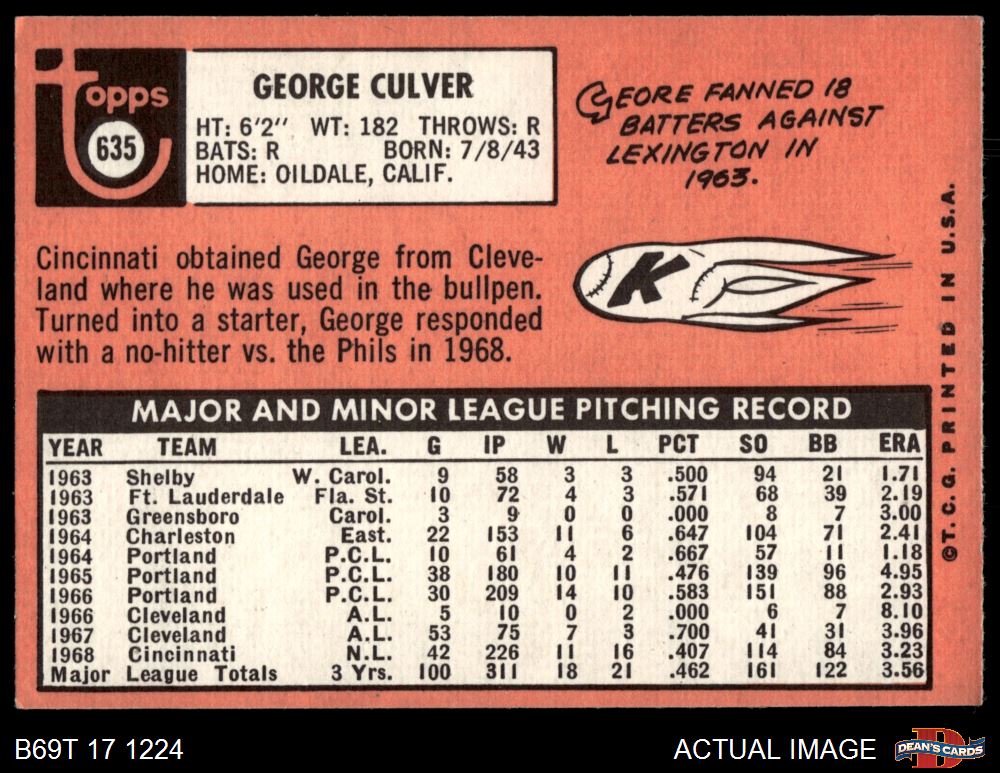 Topps
635
GEORGE CULVER
HT: 6'2" WT: 182 THROWS: R
BATS: R BORN: 7/8/43
HOME: OILDALE, CALIF.
GEORE FANNED 18
BATTERS AGAINST
LEXINGTON IN
1963.
K
Cincinnati obtained George from Cleve-
land where he was used in the bullpen.
Turned into a starter, George responded
with a no-hitter vs. the Phils in 1968.
MAJOR AND MINOR LEAGUE PITCHING RECORD
YEAR TEAM LEA. G IP W L PCT SO BB ERA
1963 Shelby W. Carol. 9 58 3 3 .500 94 21 1.71
1963 Ft. Lauderdale Fla. St. 10 72 4 3 .571 68 39 2.19
1963 Greensboro Carol. 3 9 0 0 .000 8 7 3.00
1964 Charleston East. 22 153 11 6 .647 104 71 2.41
1964 Portland P.C.L. 10 61 4 2 .667 57 11 1.18
1965 Portland P.C.L. 38 180 10 11 .476 139 96 4.95
1966 Portland P.C.L. 30 209 14 10 .583 151 88 2.93
1966 Cleveland A.L. 5 10 0 2 .000 6 7 8.10
1967 Cleveland A.L. 53 75 7 3 .700 41 31 3.96
1968 Cincinnati N.L. 42 226 11 16 .407 114 84 3.23
Major League Totals 3 Yrs. 100 311 18 21 .462 161 122 3.56
©T.C.G. PRINTED IN U.S.A.
B69T 17 1224
ACTUAL IMAGE
D
DEAN'S CARDS